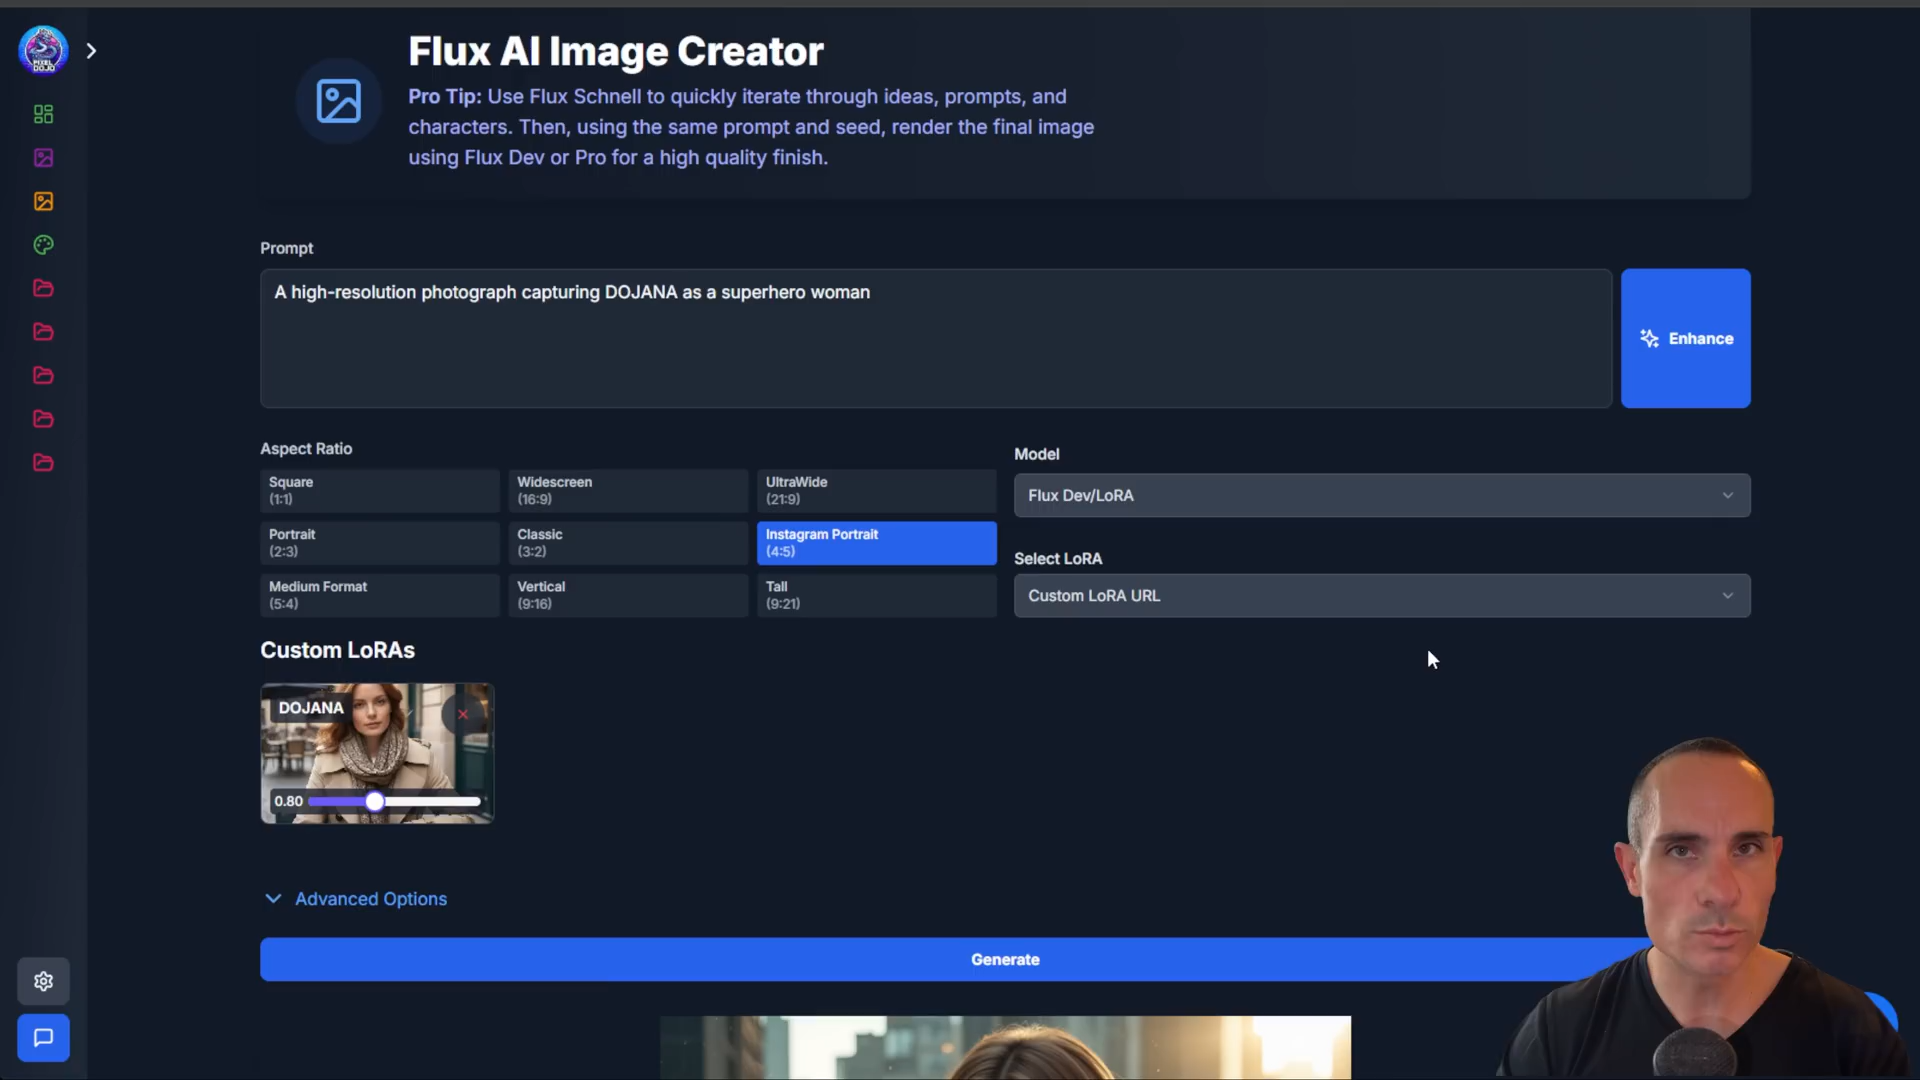 PIXEL
DOJO
Flux AI Image Creator
Pro Tip: Use Flux Schnell to quickly iterate through ideas, prompts, and
characters. Then, using the same prompt and seed, render the final image
using Flux Dev or Pro for a high quality finish.
Prompt
A high-resolution photograph capturing DOJANA as a superhero woman
Enhance
Aspect Ratio
Square
(1:1)
Widescreen
(16:9)
UltraWide
(21:9)
Portrait
(2:3)
Classic
(3:2)
Instagram Portrait
(4:5)
Medium Format
(5:4)
Vertical
(9:16)
Tall
(9:21)
Model
Flux Dev/LoRA
Select LoRA
Custom LoRA URL
Custom LoRAs
DOJANA
0.80
Advanced Options
Generate